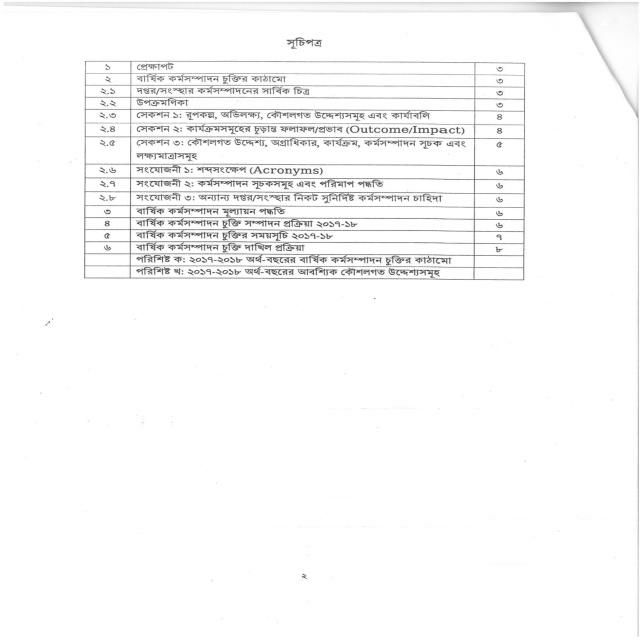 সূচিপত্র
১ প্রেক্ষাপট ৩
২ বার্ষিক কর্মসম্পাদন চুক্তির কাঠামো ৩
২.১ দপ্তর/সংস্থার কর্মসম্পাদনের সার্বিক চিত্র ৩
২.২ উপক্রমণিকা ৩
২.৩ সেকশন ১: রূপকল্প, অভিলক্ষ্য, কৌশলগত উদ্দেশ্যসমূহ এবং কার্যাবলি ৪
২.৪ সেকশন ২: কার্যক্রমসমূহের চূড়ান্ত ফলাফল/প্রভাব (Outcome/Impact) ৪
২.৫ সেকশন ৩: কৌশলগত উদ্দেশ্য, অগ্রাধিকার, কার্যক্রম, কর্মসম্পাদন সূচক এবং ৫
লক্ষ্যমাত্রাসমূহ
২.৬ সংযোজনী ১: শব্দসংক্ষেপ (Acronyms) ৬
২.৭ সংযোজনী ২: কর্মসম্পাদন সূচকসমূহ এবং পরিমাপ পদ্ধতি ৬
২.৮ সংযোজনী ৩: অন্যান্য দপ্তর/সংস্থার নিকট সুনির্দিষ্ট কর্মসম্পাদন চাহিদা ৬
৩ বার্ষিক কর্মসম্পাদন মূল্যায়ন পদ্ধতি ৬
৪ বার্ষিক কর্মসম্পাদন চুক্তি সম্পাদন প্রক্রিয়া ২০১৭-১৮ ৬
৫ বার্ষিক কর্মসম্পাদন চুক্তির সময়সূচি ২০১৭-১৮ ৭
৬ বার্ষিক কর্মসম্পাদন চুক্তি দাখিল প্রক্রিয়া ৮
পরিশিষ্ট ক: ২০১৭-২০১৮ অর্থ-বছরের বার্ষিক কর্মসম্পাদন চুক্তির কাঠামো
পরিশিষ্ট খ: ২০১৭-২০১৮ অর্থ-বছরের আবশ্যিক কৌশলগত উদ্দেশ্যসমূহ
২